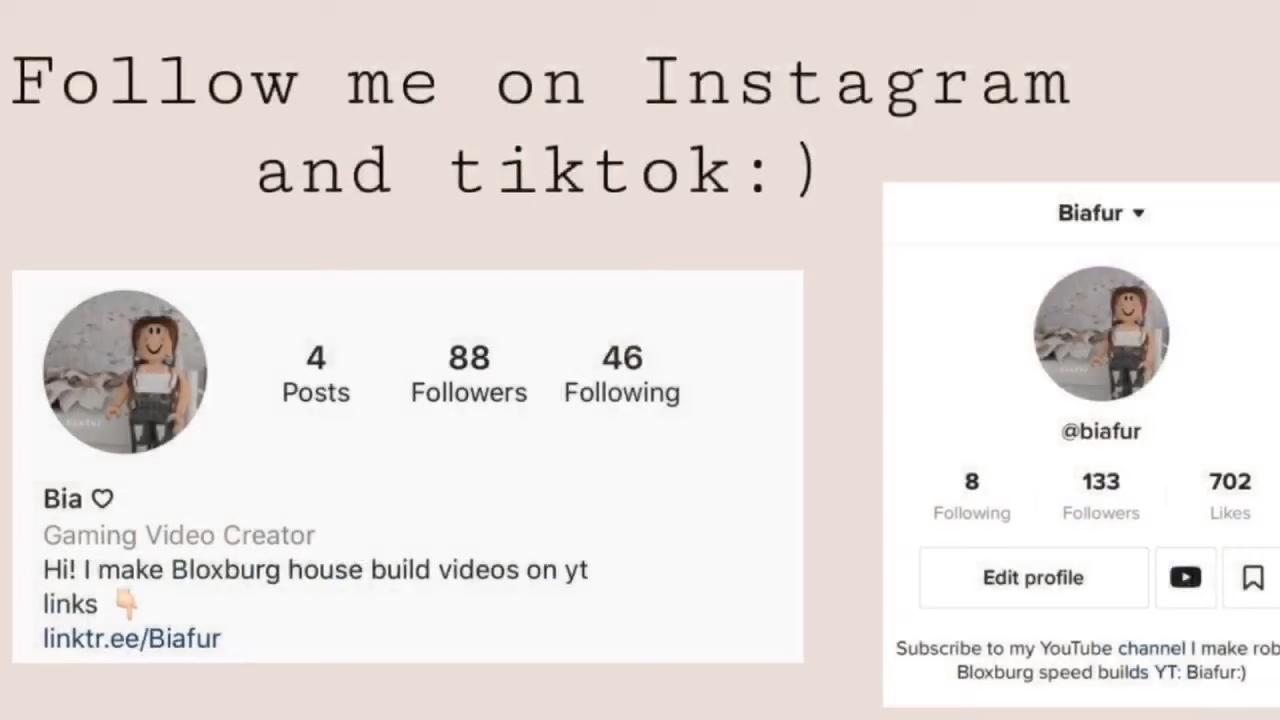 Follow me on Instagram
and tiktok:)
4
Posts
88
Followers
46
Following
Bia ♡
Gaming Video Creator
Hi! I make Bloxburg house build videos on yt
links 👇🏻
linktr.ee/Biafur
Biafur ▾
@biafur
8
Following
133
Followers
702
Likes
Edit profile
Subscribe to my YouTube channel I make rob
Bloxburg speed builds YT: Biafur:)